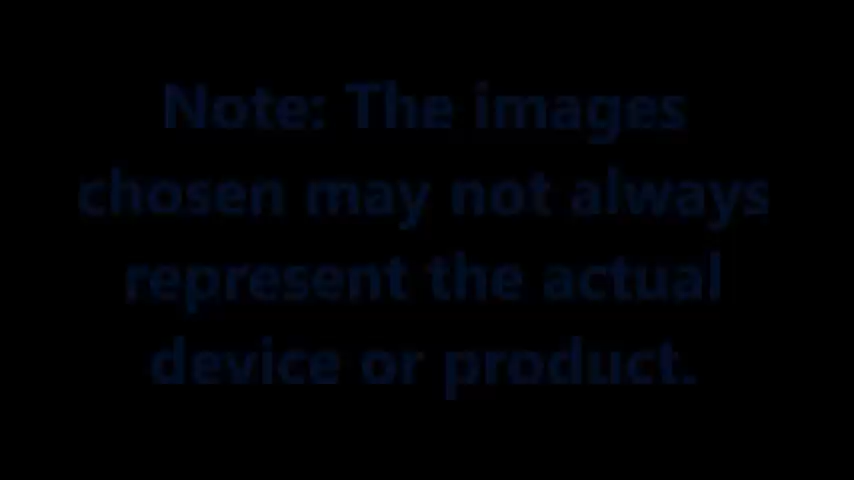 Note: The images
chosen may not always
represent the actual
device or product.